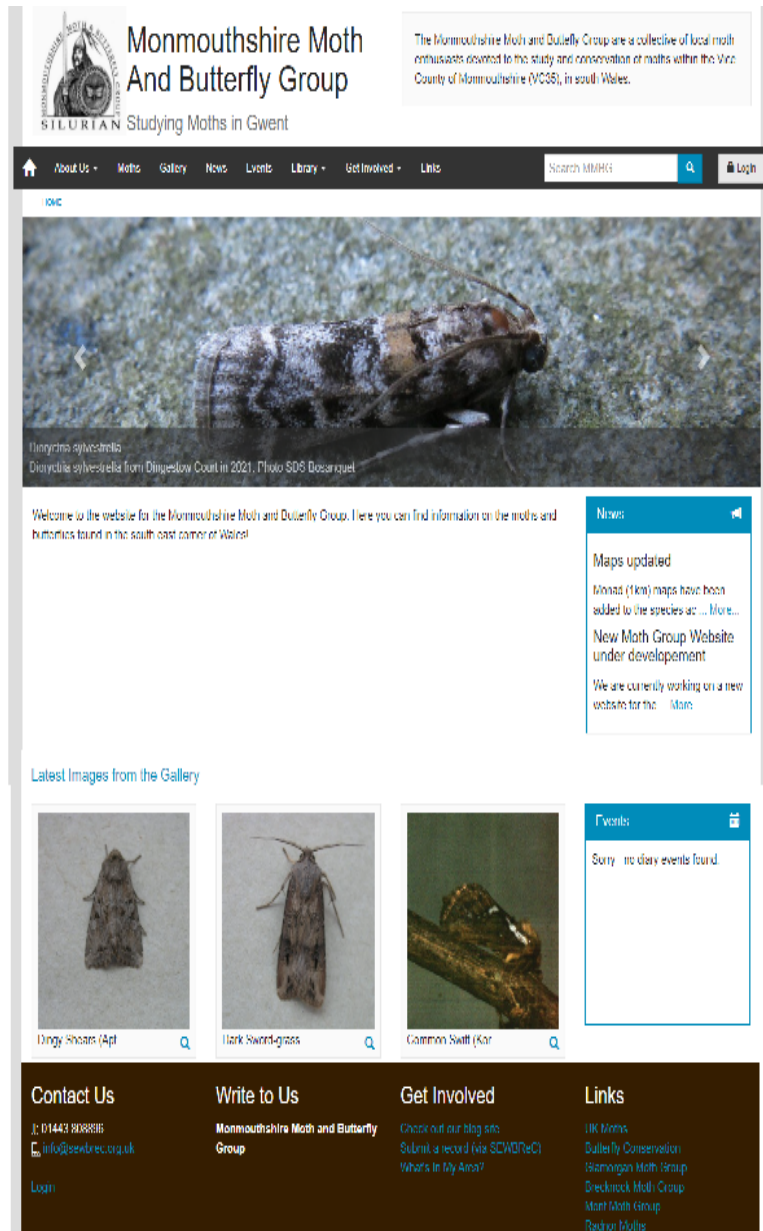 MONMOUTHSHIRE MOTH & BUTTERFLY GROUP
SILURIAN
Monmouthshire Moth
And Butterfly Group
Studying Moths in Gwent
The Monmouthshire Moth and Butterfly Group are a collective of local moth
enthusiasts devoted to the study and conservation of moths within the Vice
County of Monmouthshire (VC35), in south Wales.
About Us Moths Gallery News Events Library Get Involved Links Search MMBG Login
HOME
Dioryctria sylvestrella
Dioryctria sylvestrella from Dingestow Court in 2021. Photo SDS Bosanquet
Welcome to the website for the Monmouthshire Moth and Butterfly Group. Here you can find information on the moths and
butterflies found in the south east corner of Wales!
News
Maps updated
Monad (1km) maps have been
added to the species ac ... More...
New Moth Group Website
under developement
We are currently working on a new
website for the ... More
Latest Images from the Gallery
Dingy Shears (Apt
Dark Sword-grass
Common Swift (Kor
Events
Sorry no diary events found.
Contact Us
T: 01443 808896
E: info@sewbrec.org.uk
Login
Write to Us
Monmouthshire Moth and Butterfly
Group
Get Involved
Check out our blog site
Submit a record (via SEWBReC)
What's In My Area?
Links
UK Moths
Butterfly Conservation
Glamorgan Moth Group
Brecknock Moth Group
Mont Moth Group
Radnor Moths